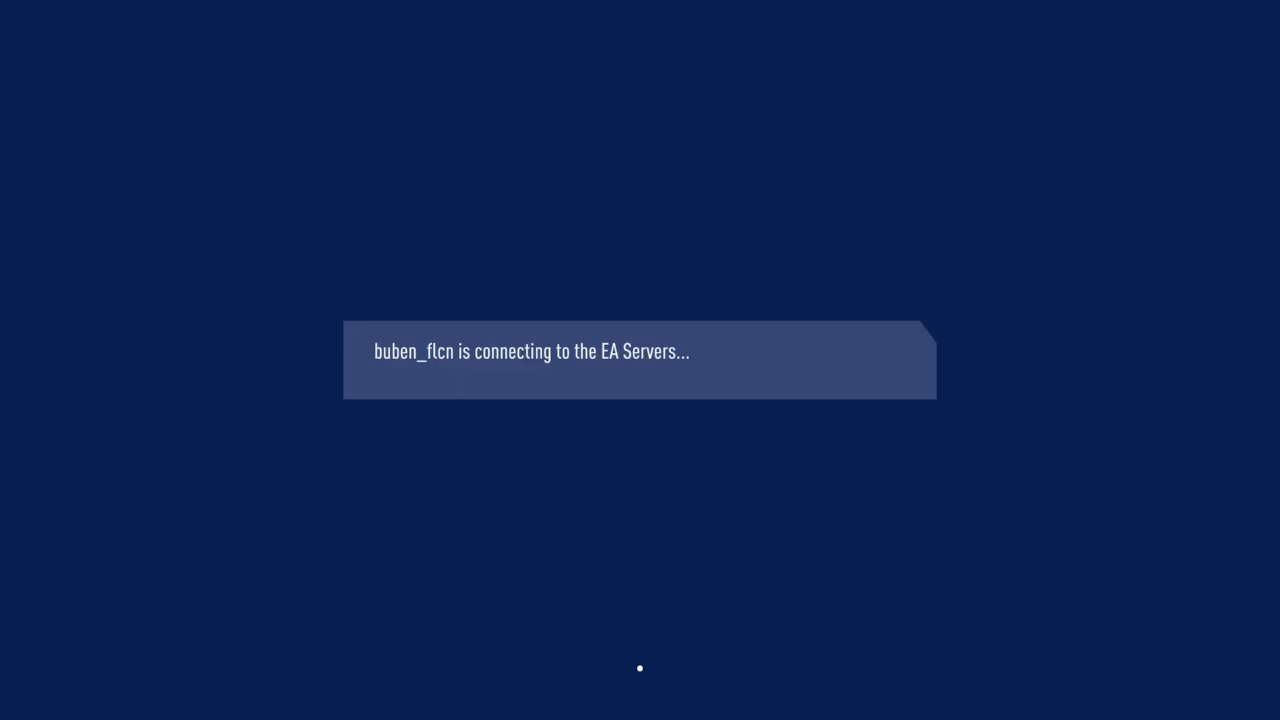 buben_flcn is connecting to the EA Servers...